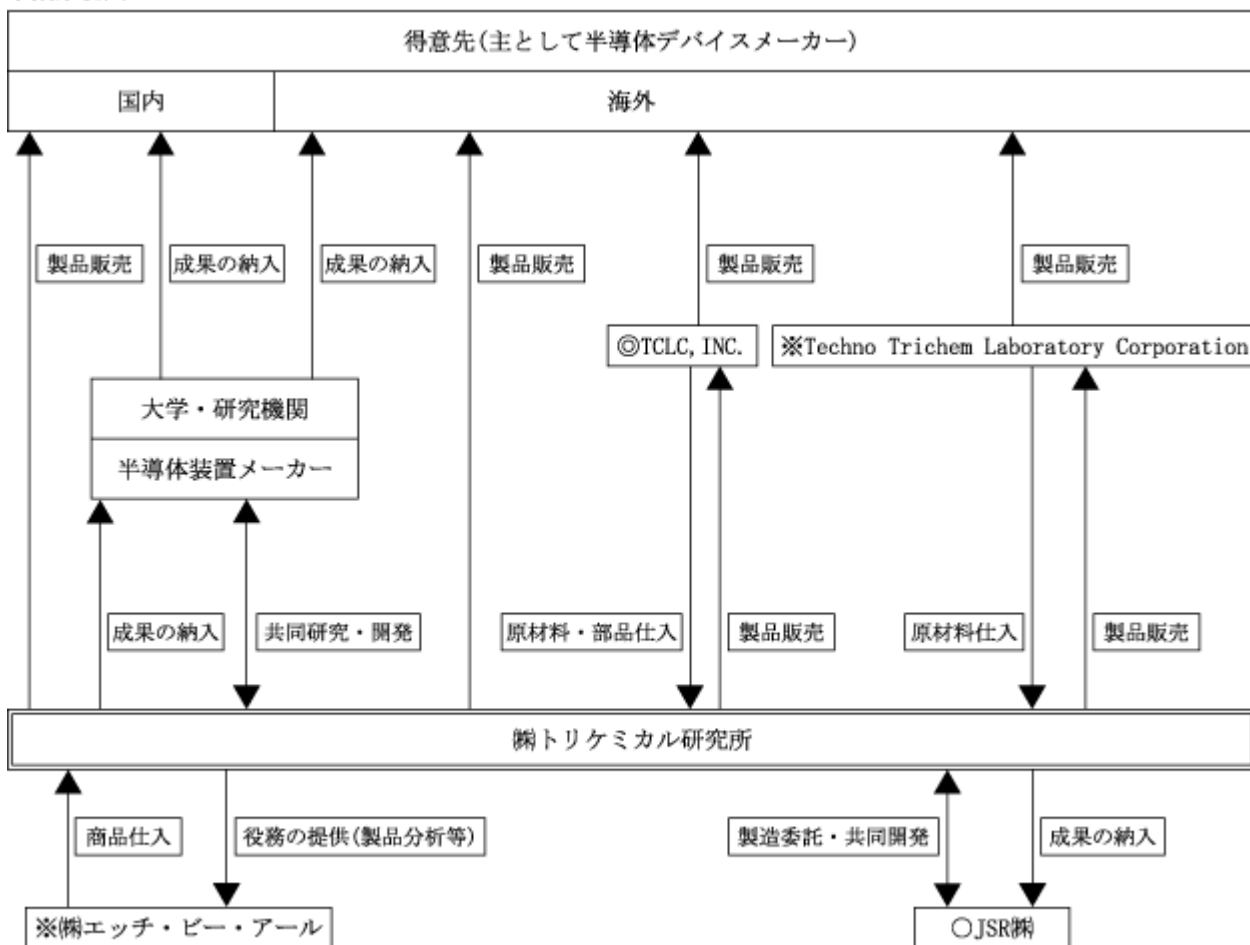 得意先(主として半導体デバイスメーカー)
国内
海外
製品販売
成果の納入
成果の納入
製品販売
製品販売
製品販売
◎TCLC,INC.
※Techno Trichem Laboratory Corporation
大学・研究機関
半導体装置メーカー
成果の納入
共同研究・開発
原材料・部品仕入
製品販売
原材料仕入
製品販売
㈱トリケミカル研究所
商品仕入
役務の提供(製品分析等)
製造委託・共同開発
成果の納入
※㈱エッチ・ビー・アール
○JSR㈱